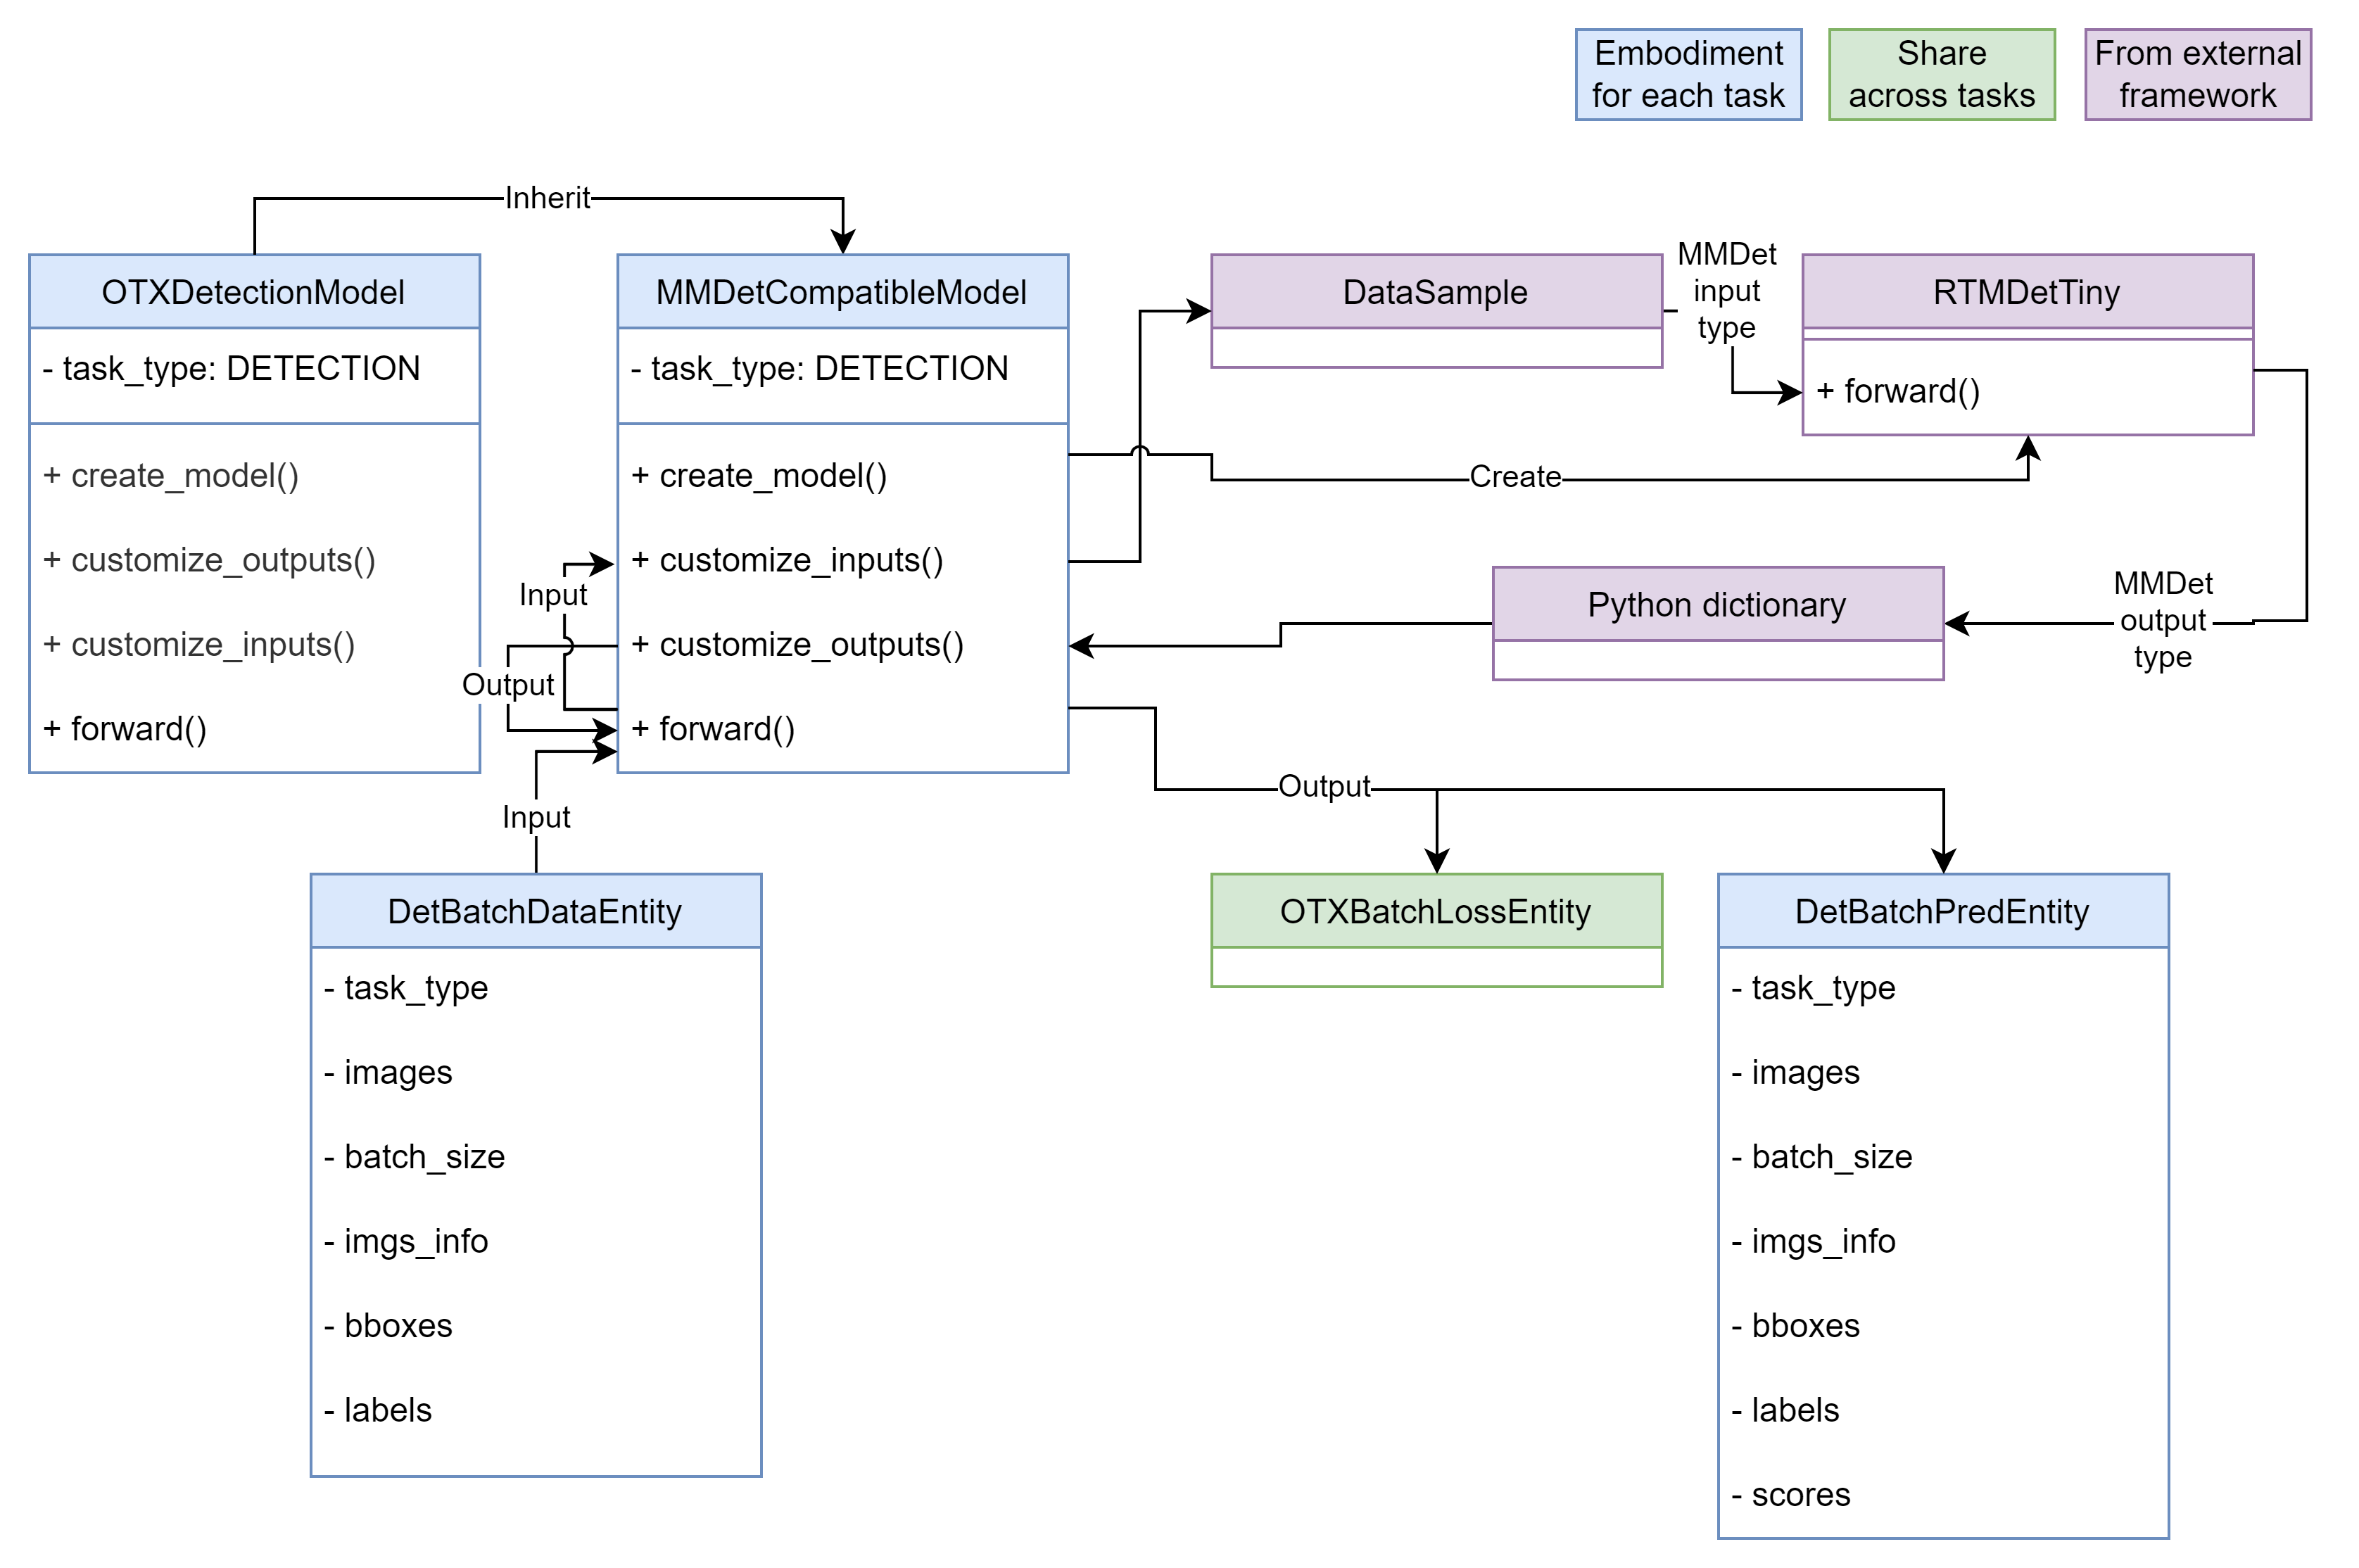 Embodiment
for each task
Share
across tasks
From external
framework
Inherit
OTXDetectionModel
- task_type: DETECTION
+ create_model()
+ customize_outputs()
+ customize_inputs()
+ forward()
MMDetCompatibleModel
- task_type: DETECTION
+ create_model()
+ customize_inputs()
+ customize_outputs()
+ forward()
Input
Output
Input
DataSample
MMDet
input
type
RTMDetTiny
+ forward()
Create
Python dictionary
MMDet
output
type
Output
DetBatchDataEntity
- task_type
- images
- batch_size
- imgs_info
- bboxes
- labels
OTXBatchLossEntity
DetBatchPredEntity
- task_type
- images
- batch_size
- imgs_info
- bboxes
- labels
- scores